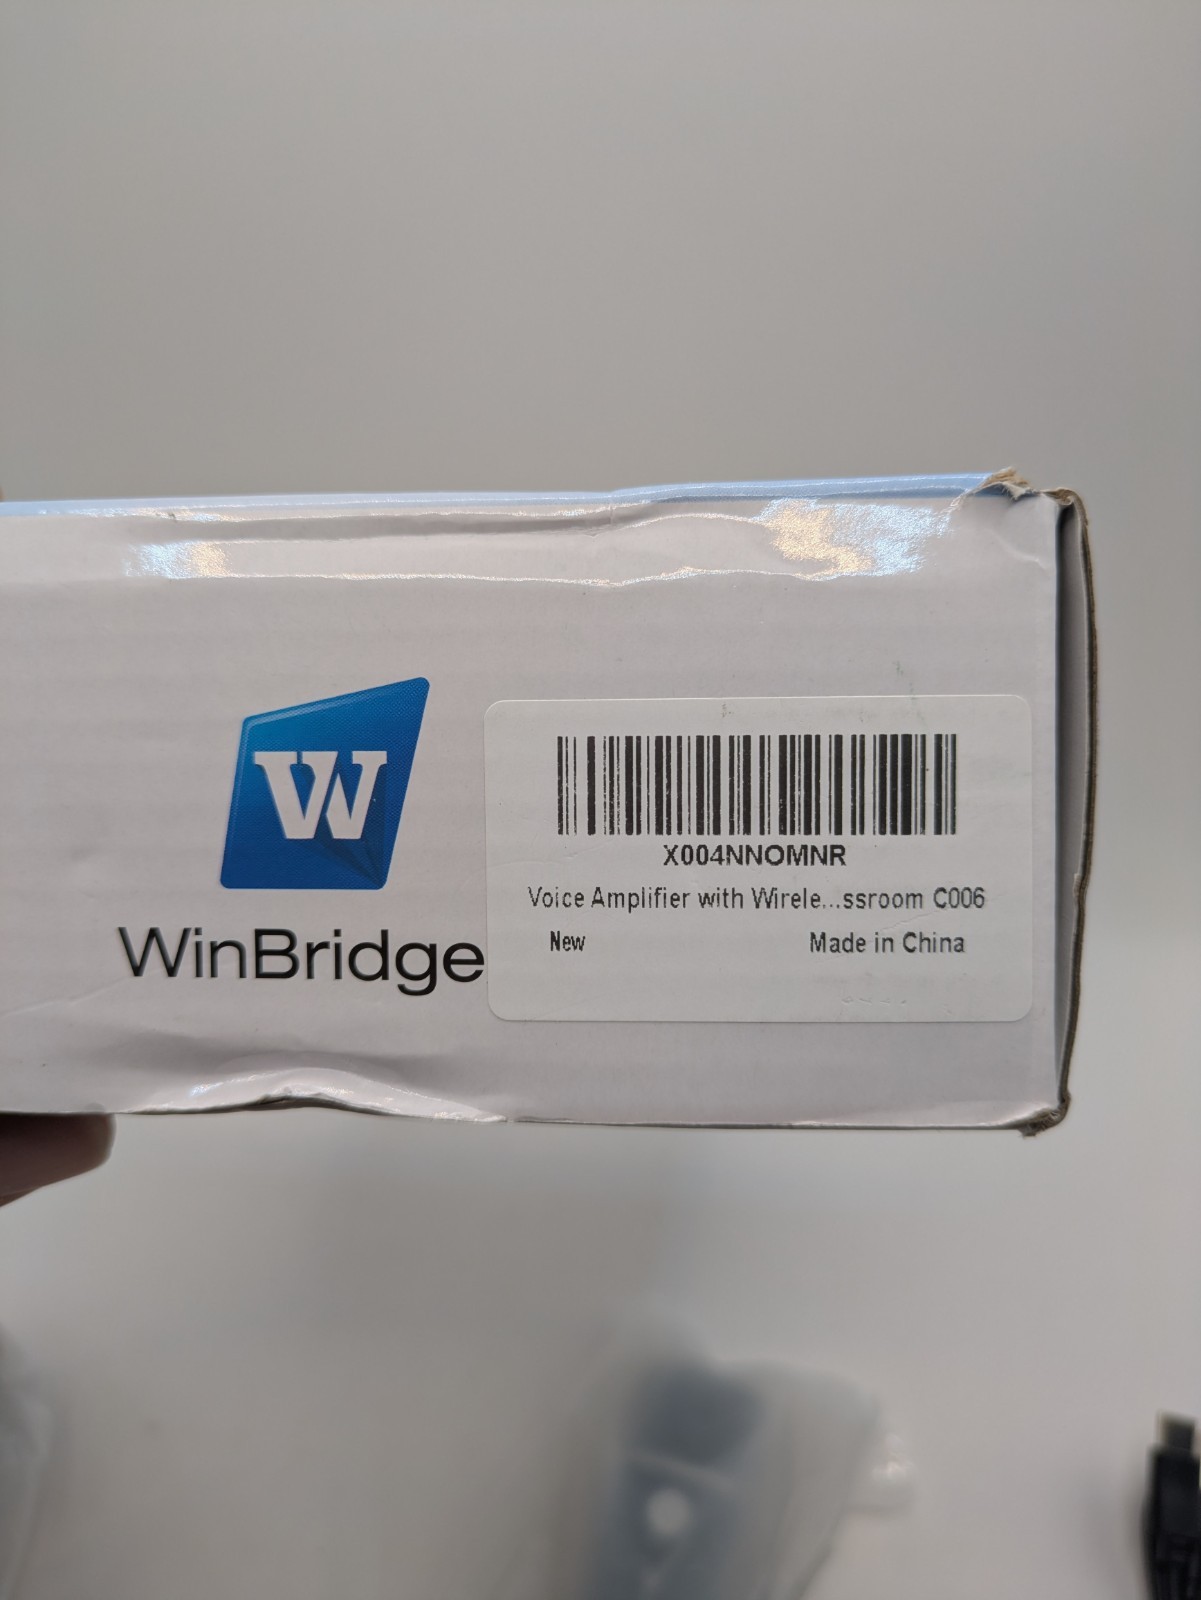 W
WinBridge
X004NNOMNR
Voice Amplifier with Wirele...ssroom C006
New Made in China